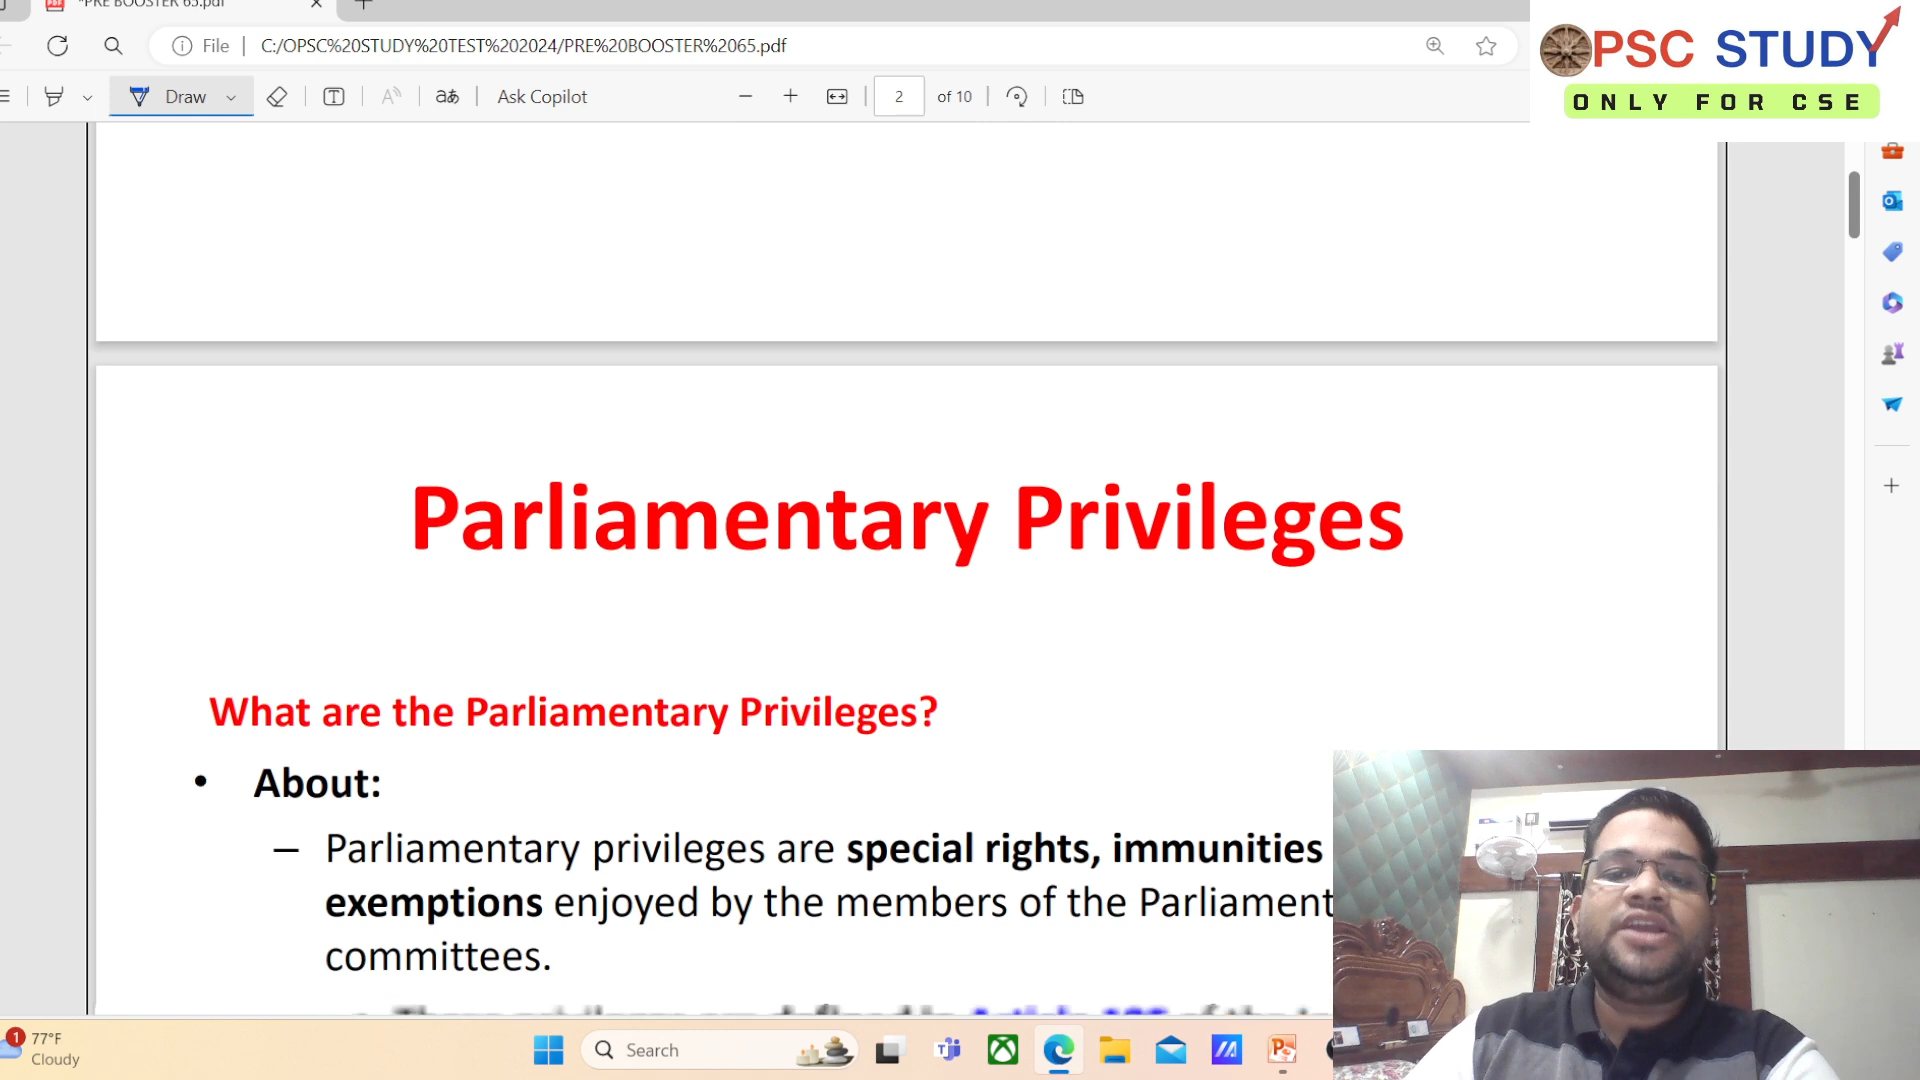 *PRE BOOSTER 65.pdf
File
C:/OPSC%20STUDY%20TEST%202024/PRE%20BOOSTER%2065.pdf
PSC STUDY
ONLY FOR CSE
Draw
Ask Copilot
2 of 10
Parliamentary Privileges
What are the Parliamentary Privileges?
• About:
– Parliamentary privileges are special rights, immunities
exemptions enjoyed by the members of the Parliament
committees.
1
77°F
Cloudy
Search